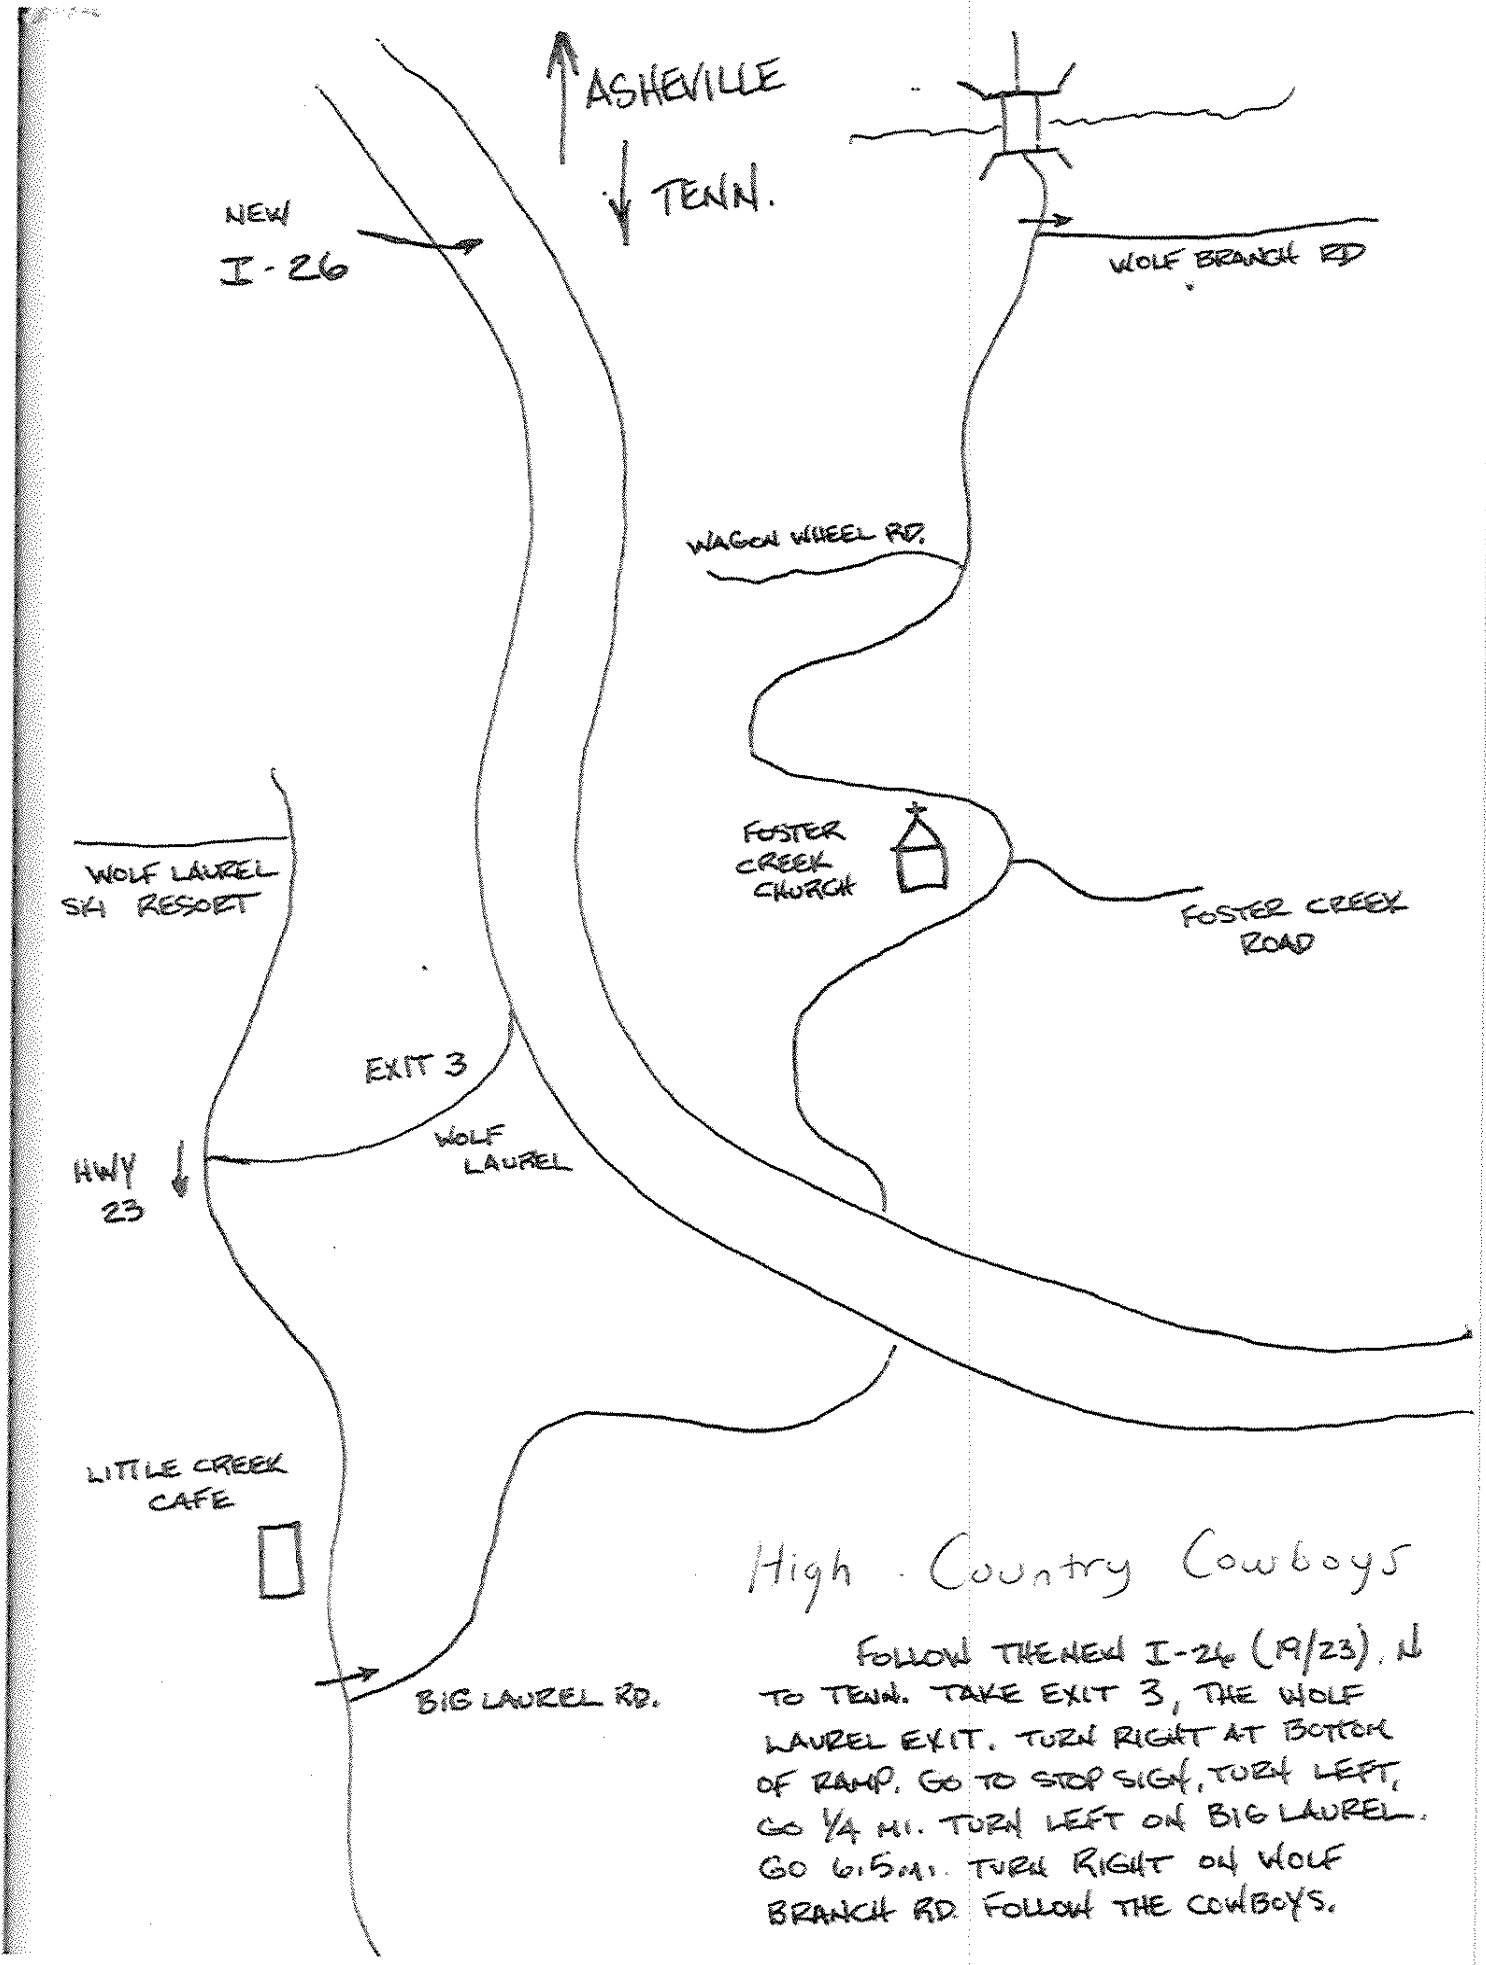 ASHEVILLE
TENN.
NEW
I-26
WOLF BRANCH RD
WAGON WHEEL RD.
FOSTER
CREEK
CHURCH
FOSTER CREEK
ROAD
WOLF LAUREL
SKI RESORT
EXIT 3
WOLF
LAUREL
HWY
23
LITTLE CREEK
CAFE
BIG LAUREL RD.
High Country Cowboys
FOLLOW THE NEW I-26 (19/23). N
TO TENN. TAKE EXIT 3, THE WOLF
LAUREL EXIT. TURN RIGHT AT BOTTOM
OF RAMP. GO TO STOP SIGN, TURN LEFT,
GO 1/4 MI. TURN LEFT ON BIG LAUREL.
GO 6.5 MI. TURN RIGHT ON WOLF
BRANCH RD. FOLLOW THE COWBOYS.